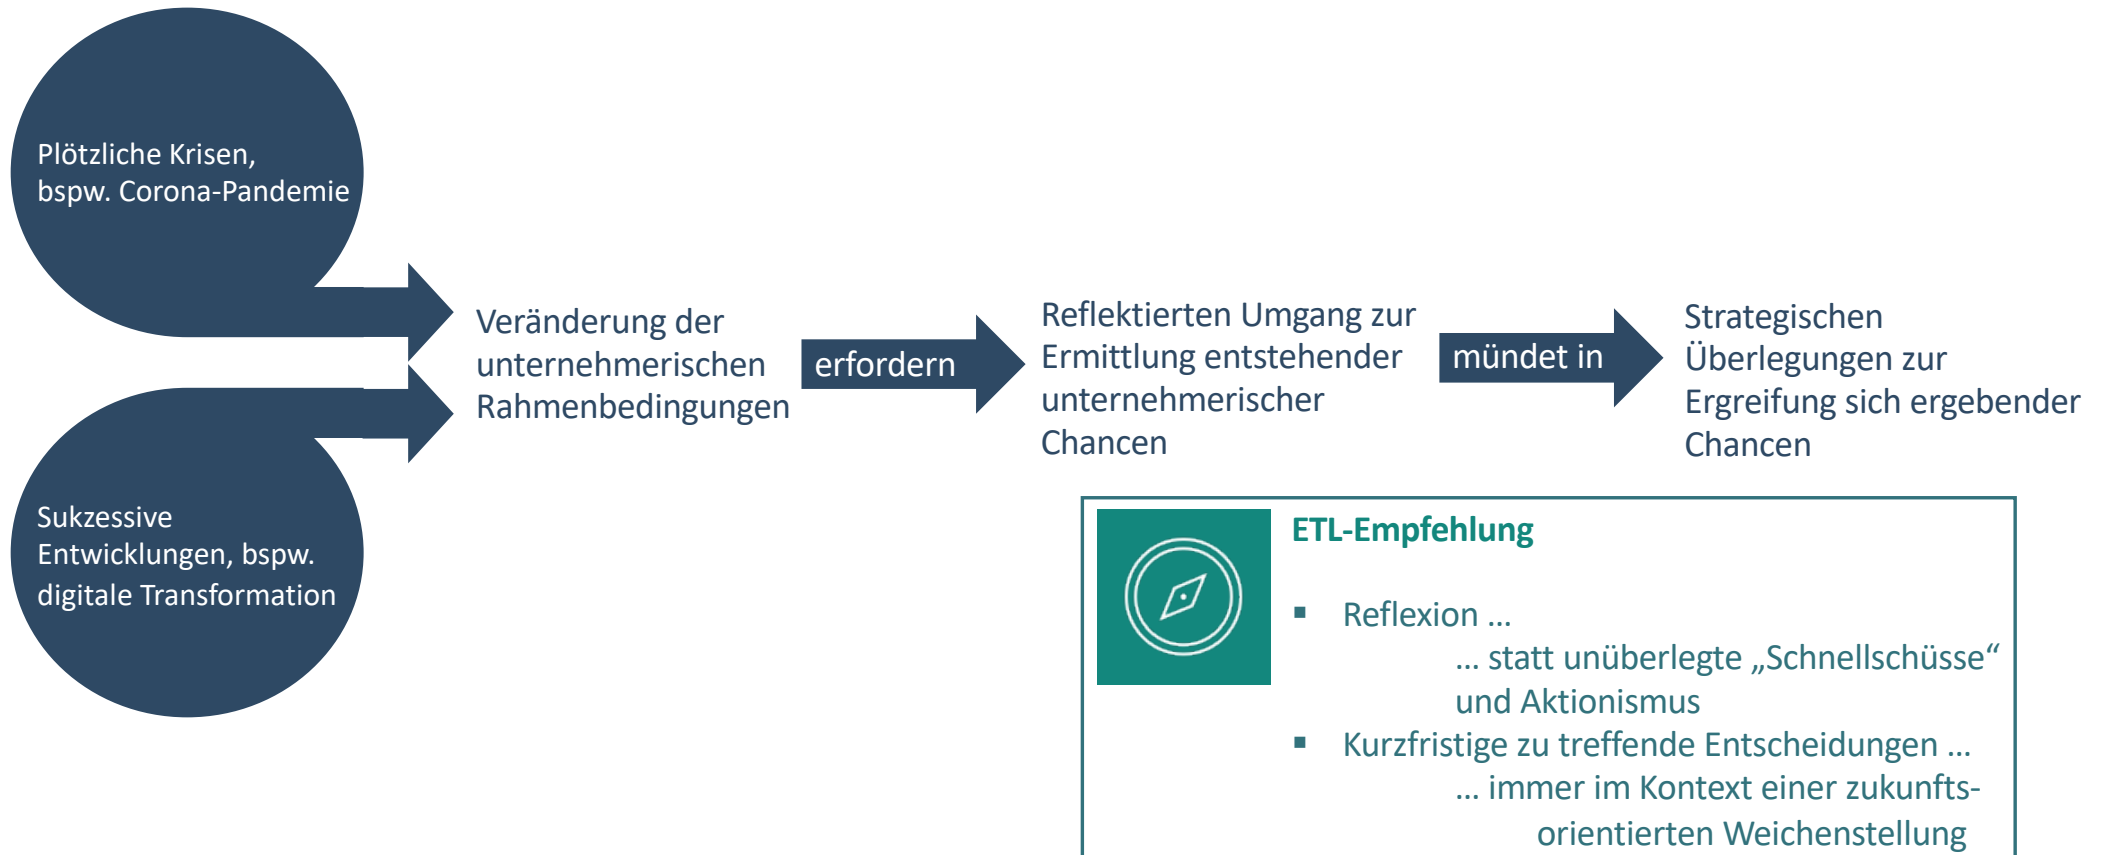 Plötzliche Krisen,
bspw. Corona-Pandemie
Sukzessive
Entwicklungen, bspw.
digitale Transformation
Veränderung der
unternehmerischen
Rahmenbedingungen
erfordern
Reflektierten Umgang zur
Ermittlung entstehender
unternehmerischer
Chancen
mündet in
Strategischen
Überlegungen zur
Ergreifung sich ergebender
Chancen
ETL-Empfehlung
▪ Reflexion …
… statt unüberlegte „Schnellschüsse“
und Aktionismus
▪ Kurzfristige zu treffende Entscheidungen …
… immer im Kontext einer zukunfts-
orientierten Weichenstellung